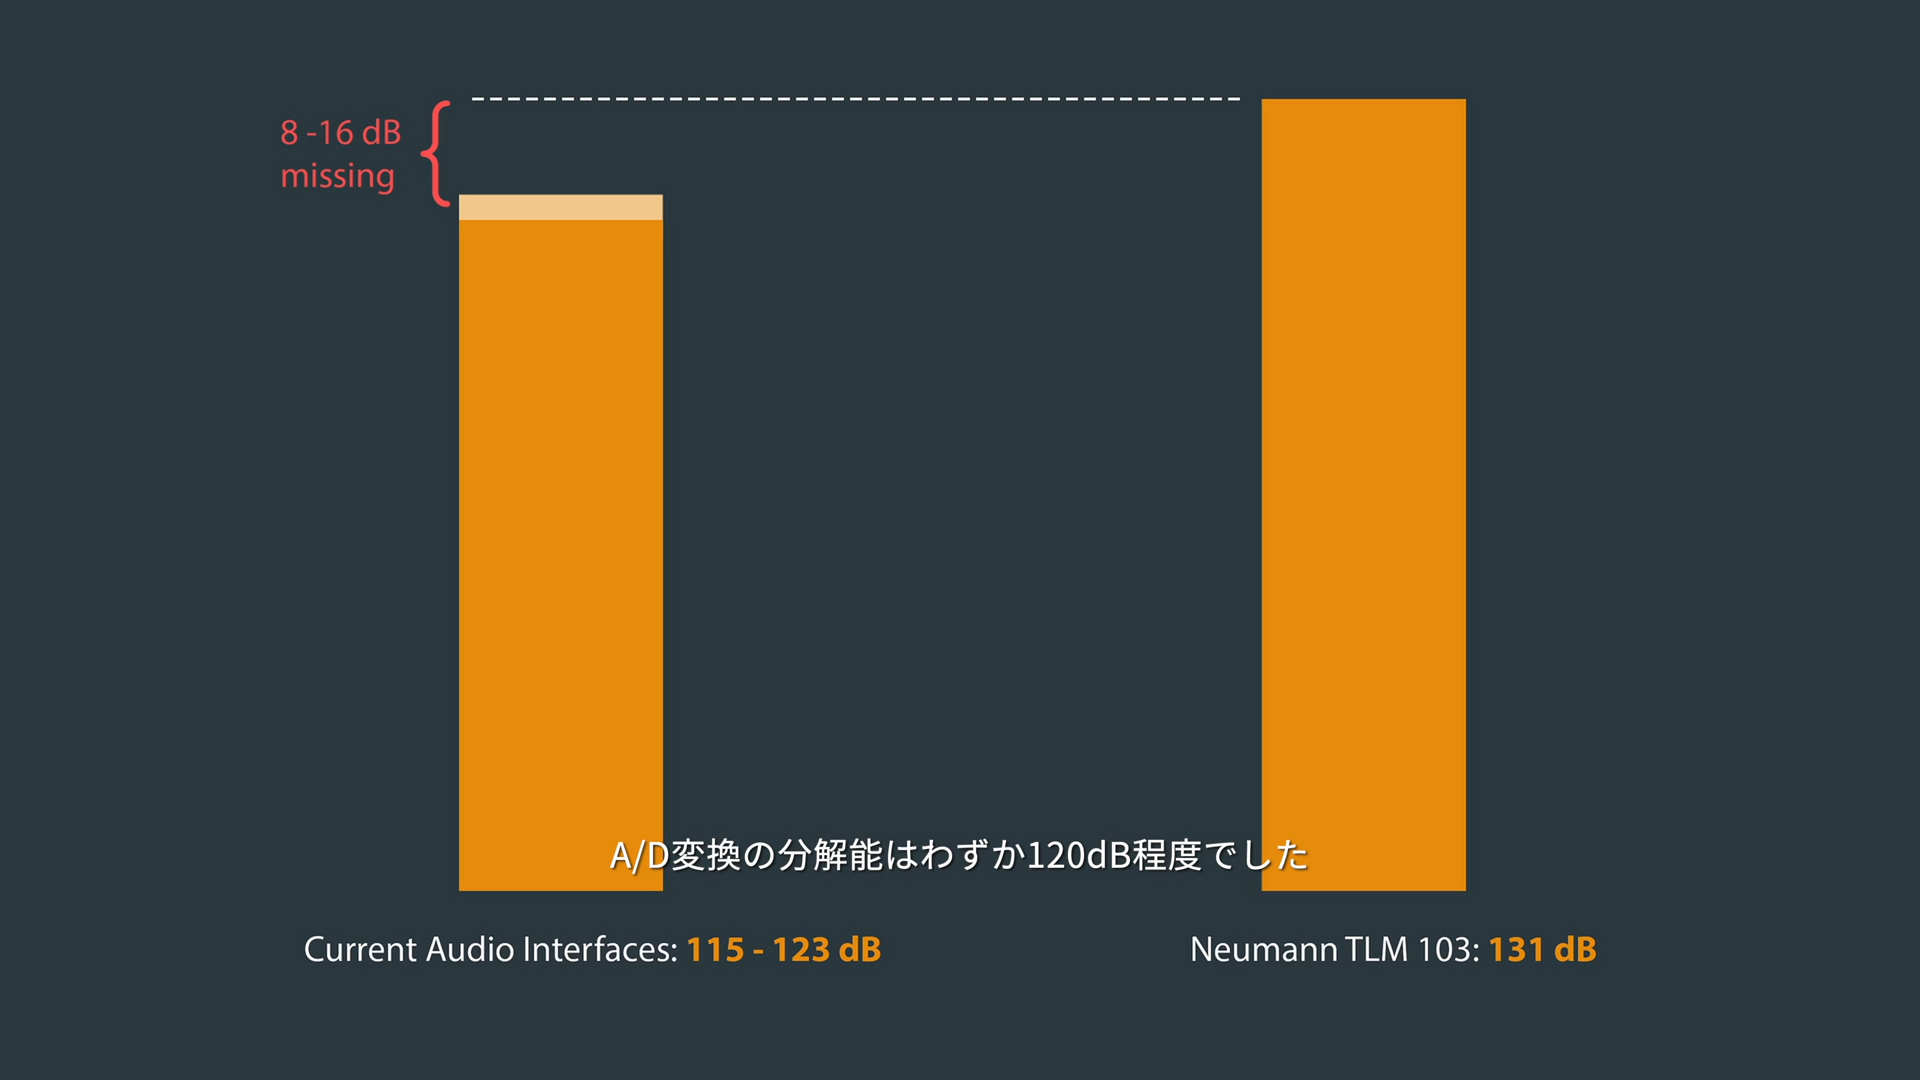 8 -16 dB
missing
A/D変換の分解能はわずか120dB程度でした
Current Audio Interfaces: 115 - 123 dB
Neumann TLM 103: 131 dB